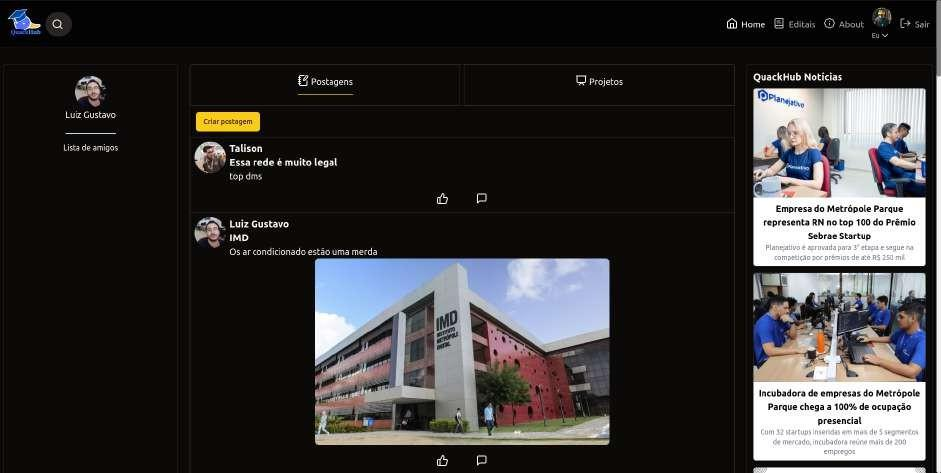 QuackHub
Home
Editais
About
Eu
Sair
Luiz Gustavo
Lista de amigos
Postagens
Projetos
Criar postagem
Talison
Essa rede é muito legal
top dms
Luiz Gustavo
IMD
Os ar condicionado estão uma merda
IMD
INSTITUTO
METRÓPOLE
DIGITAL
QuackHub Notícias
Planejativo
Planejativo
Empresa do Metrópole Parque
representa RN no top 100 do Prêmio
Sebrae Startup
Planejativo é aprovada para 3ª etapa e segue na
competição por prêmios de até R$ 250 mil
Incubadora de empresas do Metrópole
Parque chega a 100% de ocupação
presencial
Com 32 startups inseridas em mais de 5 segmentos
de mercado, incubadora reúne mais de 200
empregos